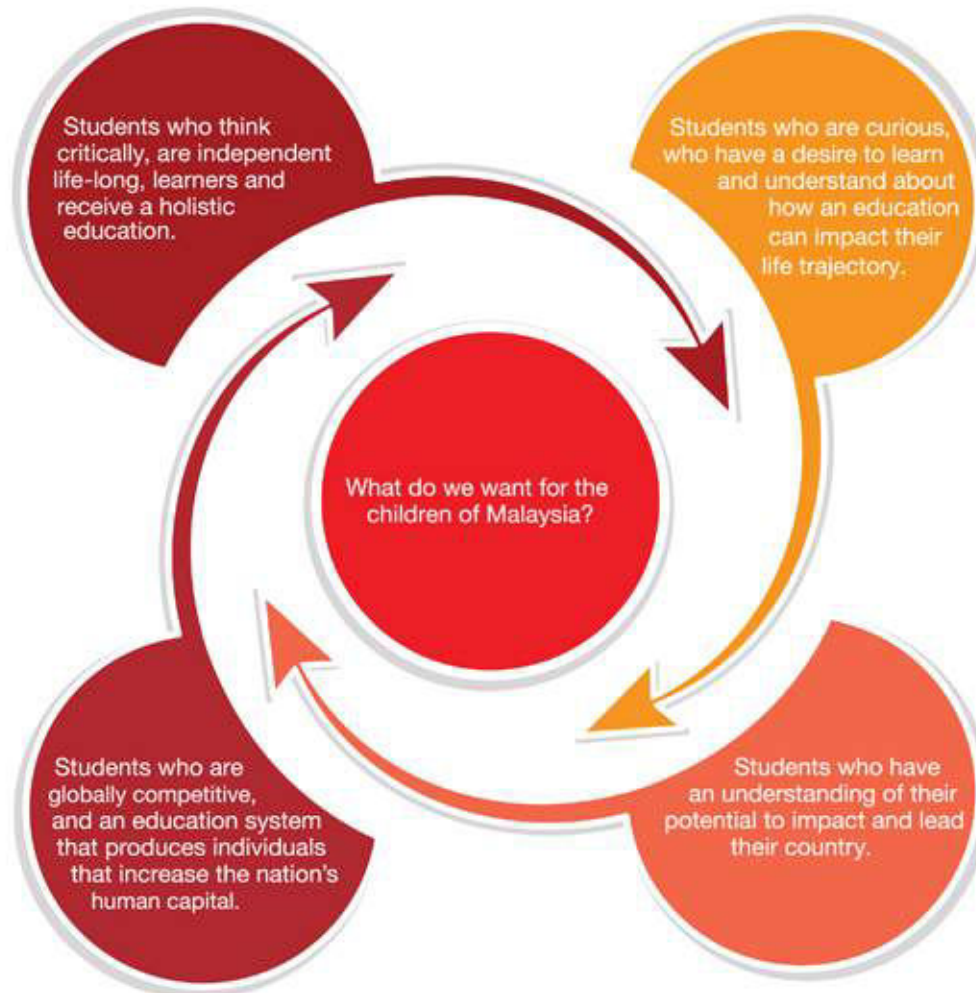 Students who think
critically, are independent
life-long, learners and
receive a holistic
education.
Students who are curious,
who have a desire to learn
and understand about
how an education
can impact their
life trajectory.
What do we want for the
children of Malaysia?
Students who are
globally competitive,
and an education system
that produces individuals
that increase the nation's
human capital.
Students who have
an understanding of their
potential to impact and lead
their country.